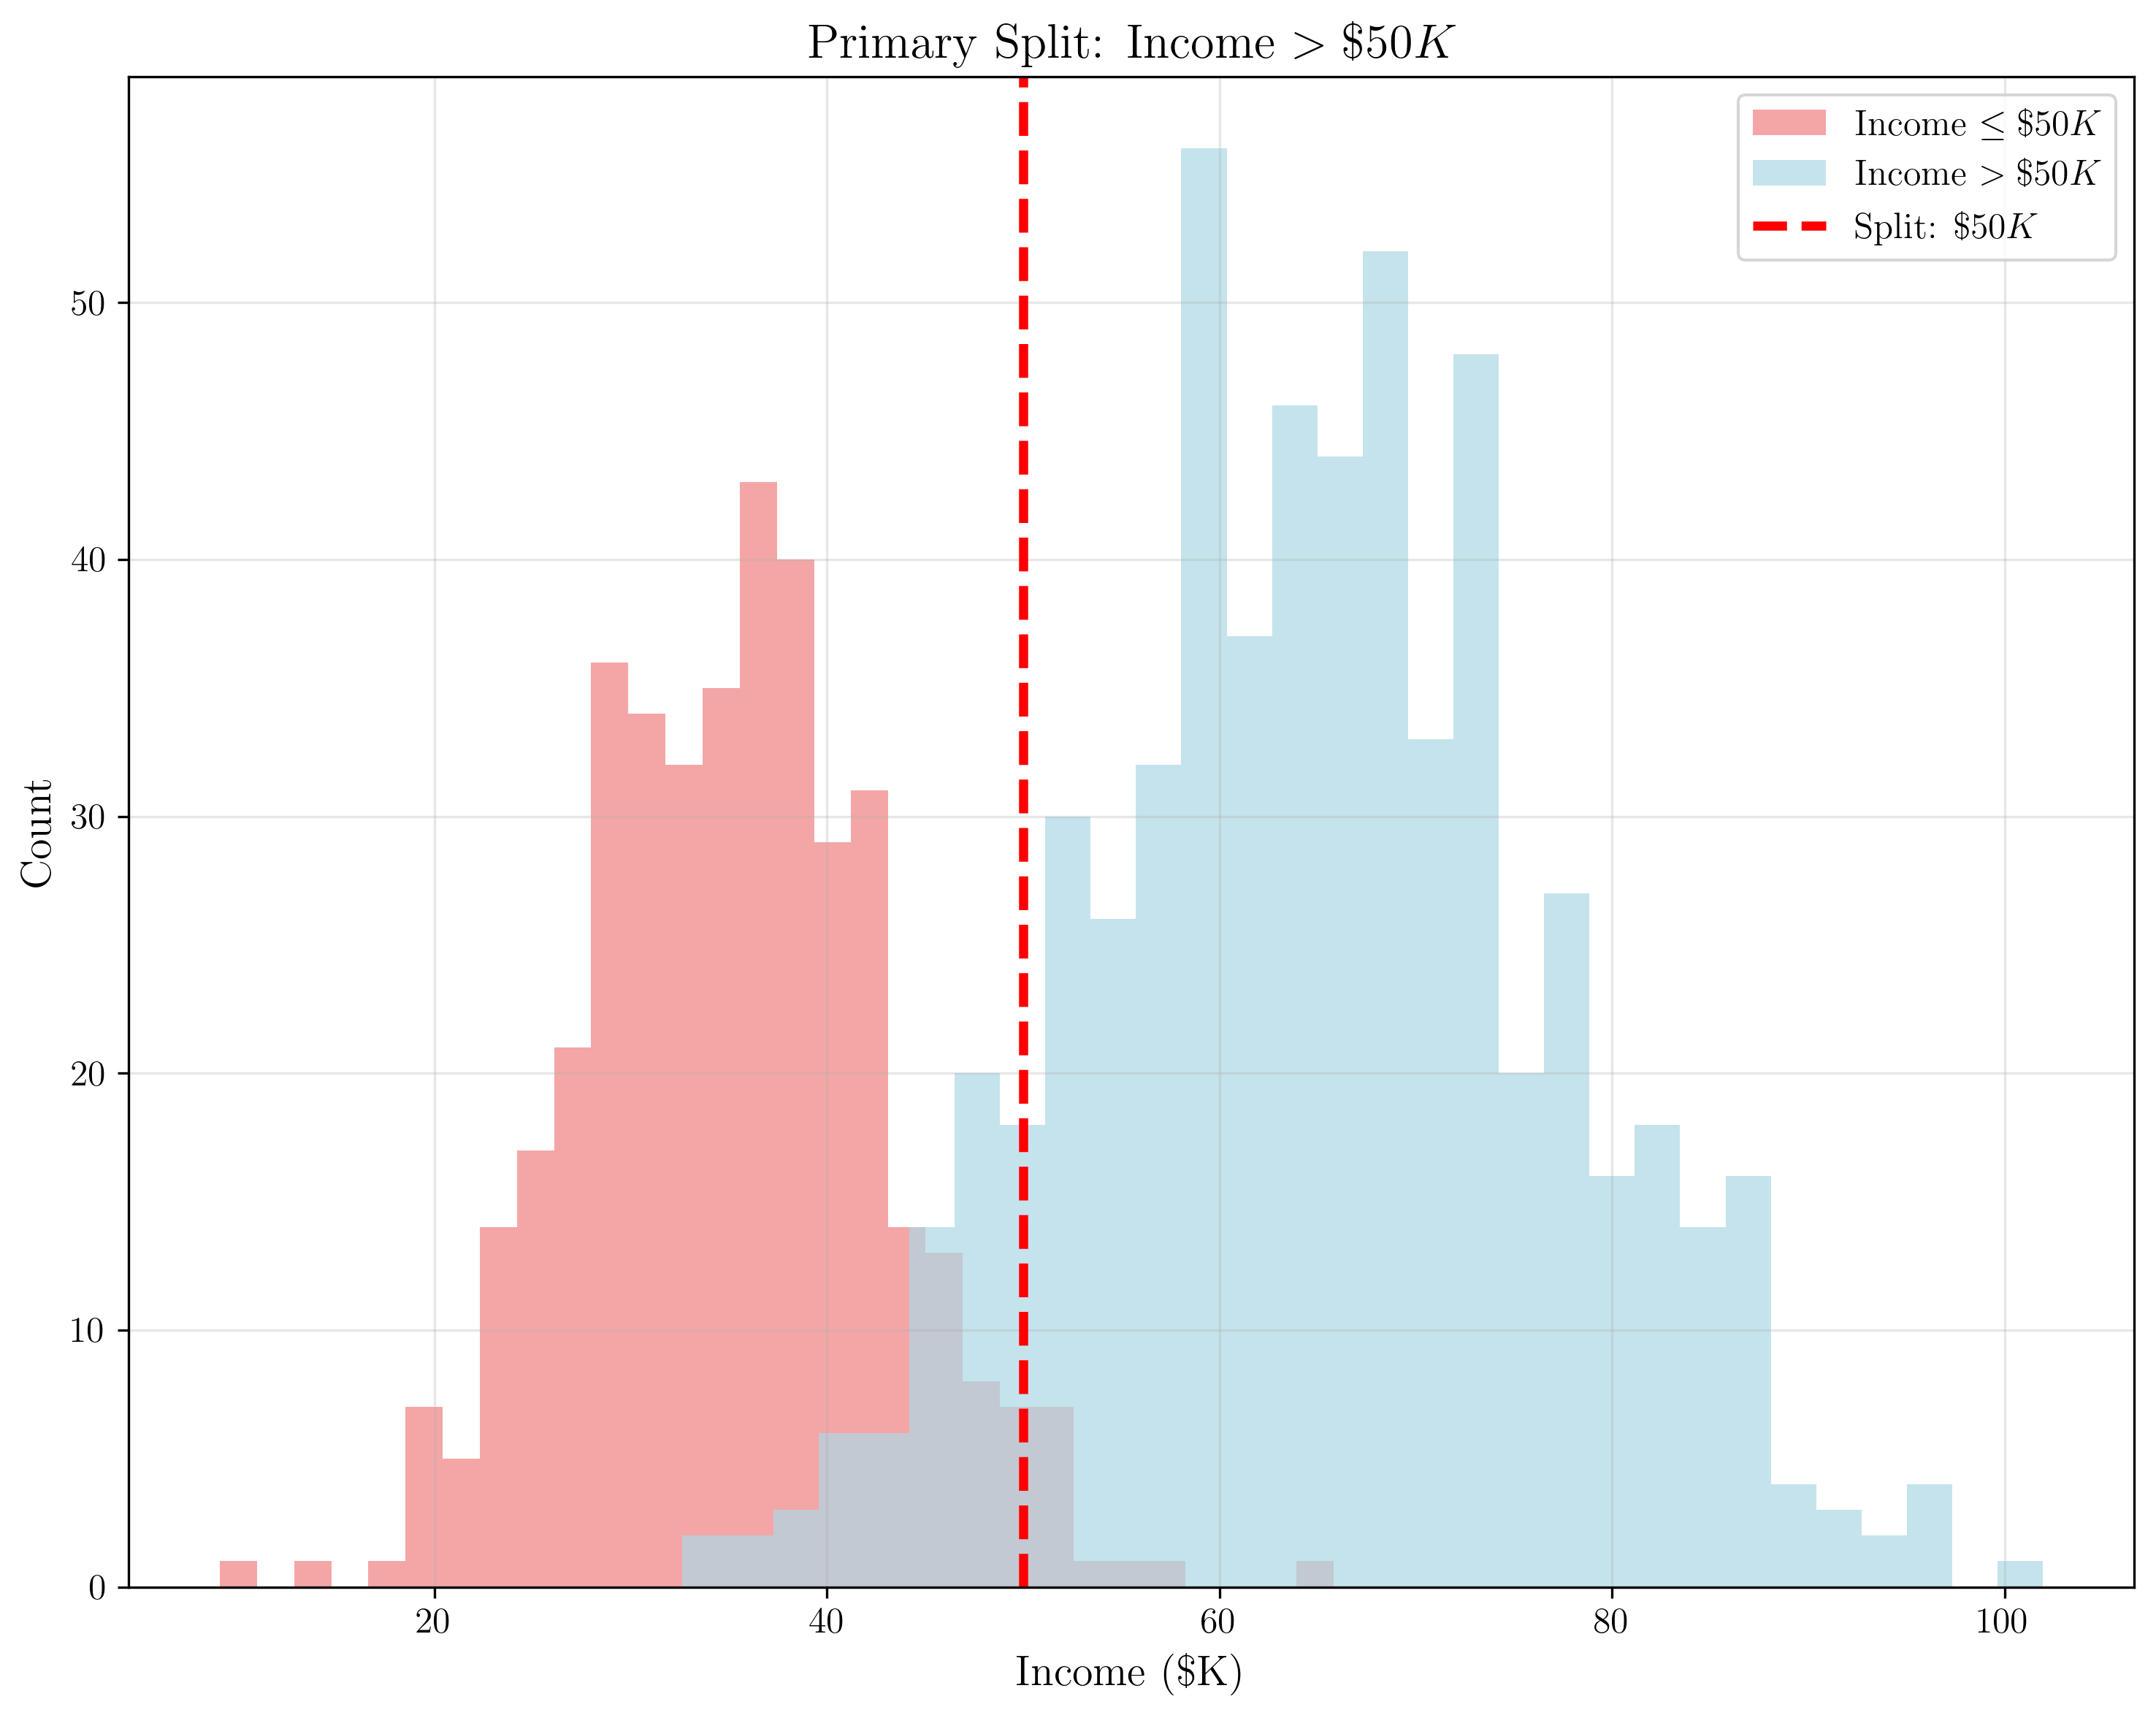 Primary Split: Income > $50K
Income ≤ $50K
Income > $50K
Split: $50K
Count
50
40
30
20
10
0
20
40
60
80
100
Income ($K)